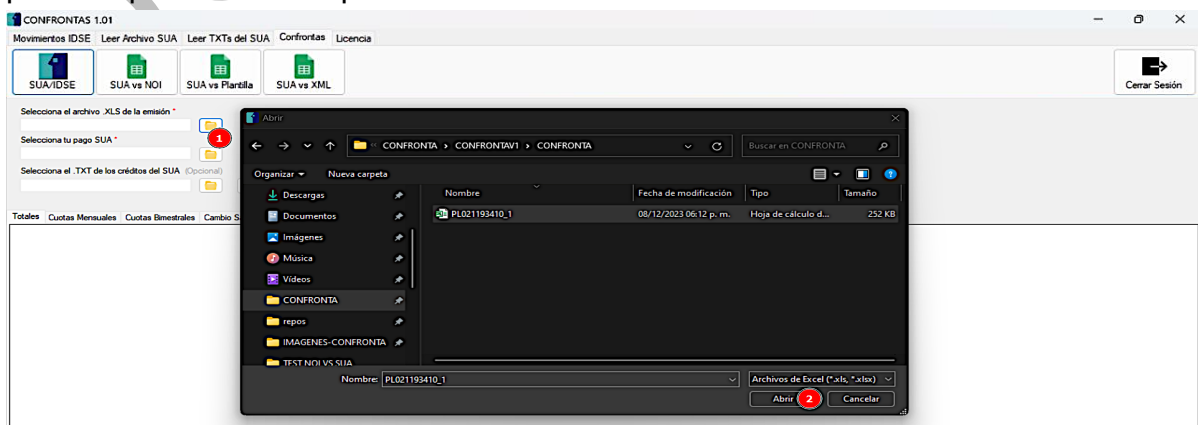 CONFRONTAS 1.01
Movimientos IDSE Leer Archivo SUA Leer TXTs del SUA Confrontas Licencia
SUA/IDSE SUA vs NOI SUA vs Plantilla SUA vs XML Cerrar Sesión
Selecciona el archivo .XLS de la emisión *
1
Selecciona tu pago SUA *
Selecciona el .TXT de los créditos del SUA (Opcional)
Totales Cuotas Mensuales Cuotas Bimestrales Cambio S
Abrir
« CONFRONTA > CONFRONTAV1 > CONFRONTA Buscar en CONFRONTA
Organizar Nueva carpeta
Nombre Fecha de modificación Tipo Tamaño
Descargas
Documentos PL021193410_1 08/12/2023 06:12 p. m. Hoja de cálculo d... 252 KB
Imágenes
Música
Vídeos
CONFRONTA
repos
IMAGENES-CONFRONTA
TEST NOI VS SUA
Nombre: PL021193410_1 Archivos de Excel (*.xls, *.xlsx)
Abrir 2 Cancelar